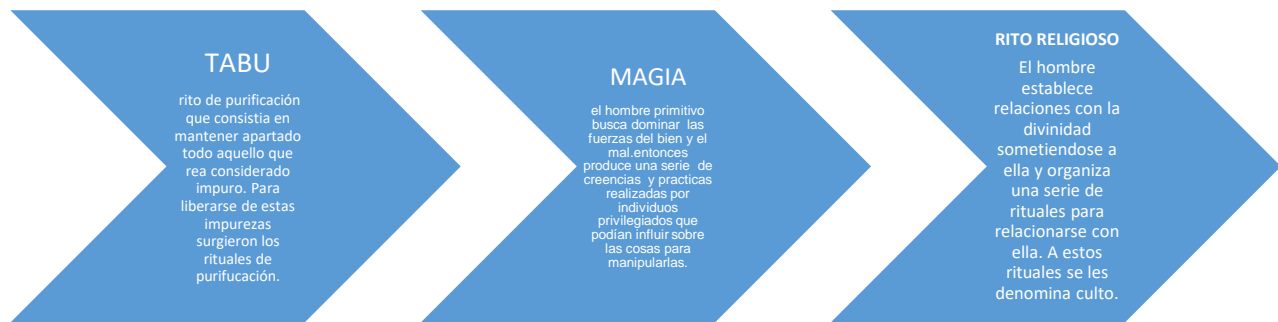 TABU
rito de purificación
que consistia en
mantener apartado
todo aquello que
rea considerado
impuro. Para
liberarse de estas
impurezas
surgieron los
rituales de
purifucación.
MAGIA
el hombre primitivo
busca dominar las
fuerzas del bien y el
mal.entonces
produce una serie de
creencias y practicas
realizadas por
individuos
privilegiados que
podían influir sobre
las cosas para
manipularlas.
RITO RELIGIOSO
El hombre
establece
relaciones con la
divinidad
sometiendose a
ella y organiza
una serie de
rituales para
relacionarse con
ella. A estos
rituales se les
denomina culto.